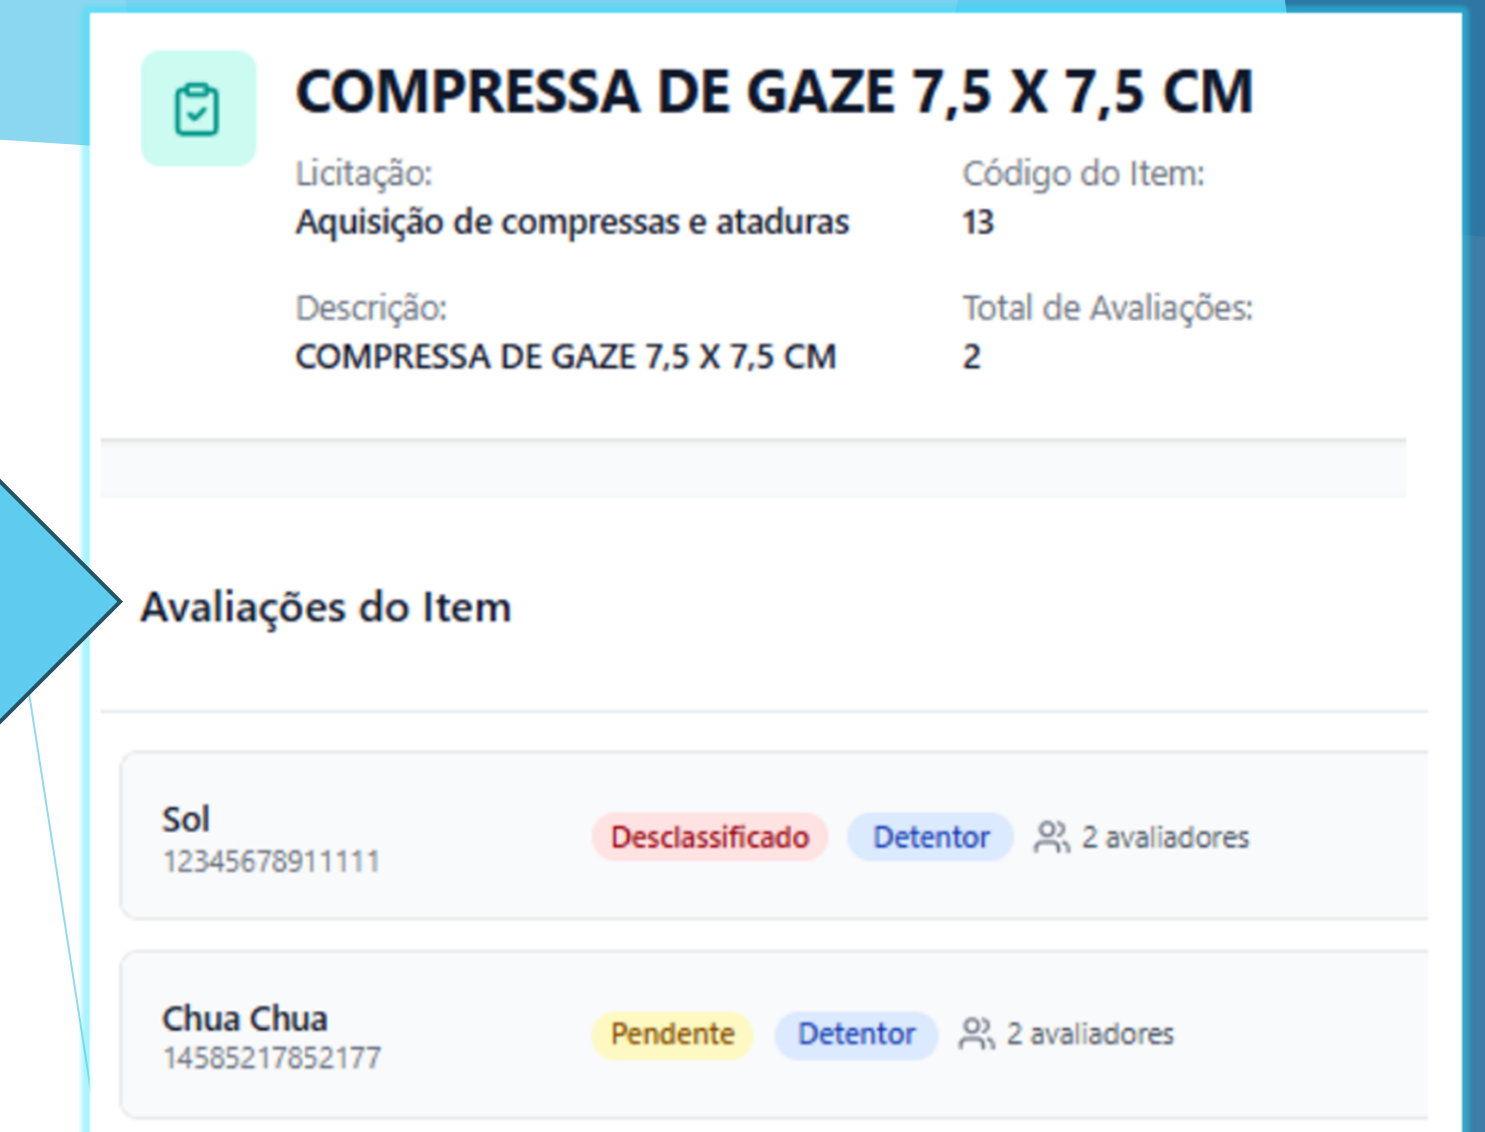 COMPRESSA DE GAZE 7,5 X 7,5 CM
Licitação:
Aquisição de compressas e ataduras
Código do Item:
13
Descrição:
COMPRESSA DE GAZE 7,5 X 7,5 CM
Total de Avaliações:
2
Avaliações do Item
Sol
12345678911111
Desclassificado Detentor 2 avaliadores
Chua Chua
14585217852177
Pendente Detentor 2 avaliadores